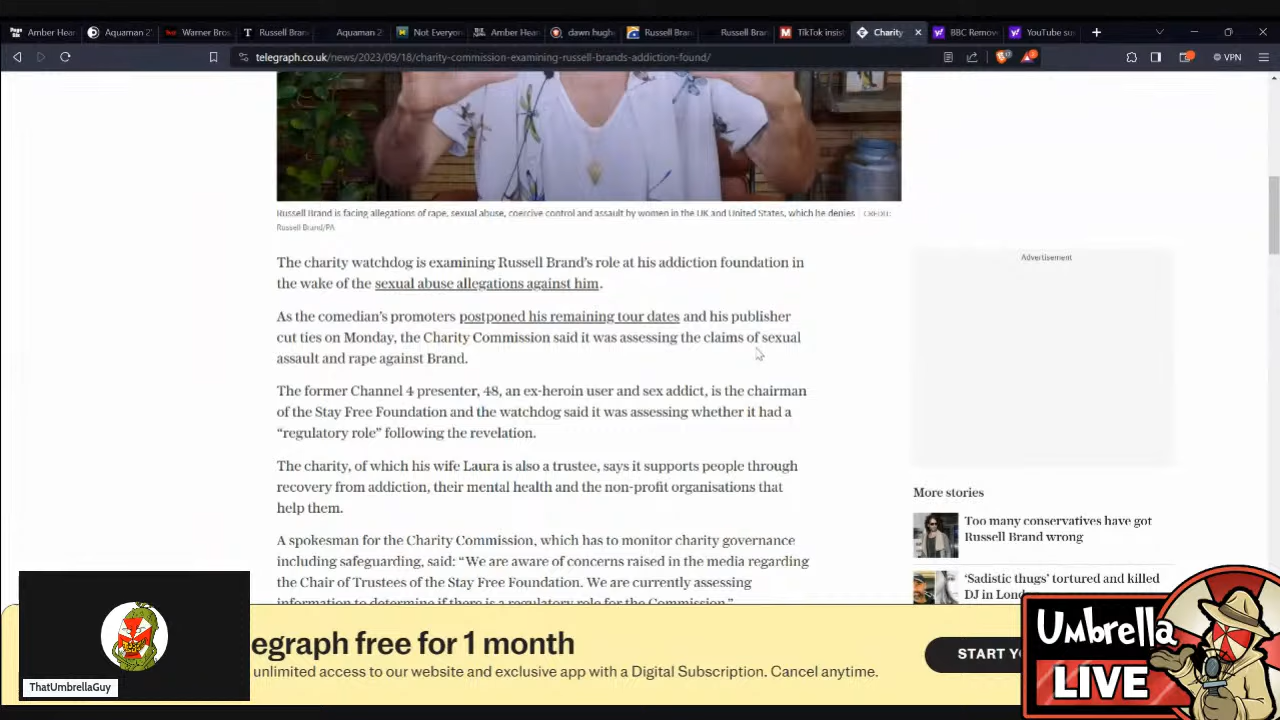 Amber Hear
Aquaman 2
Warner Bros
Russell Bran
Aquaman 2
Not Everyon
Amber Hear
dawn hugh
Russell Bran
Russell Bran
TikTok insist
Charity
BBC Remov
YouTube su
telegraph.co.uk/news/2023/09/18/charity-commission-examining-russell-brands-addiction-found/
VPN
Russell Brand is facing allegations of rape, sexual abuse, coercive control and assault by women in the UK and United States, which he denies | CREDIT:
Russell Brand/PA
The charity watchdog is examining Russell Brand's role at his addiction foundation in
the wake of the sexual abuse allegations against him.
As the comedian's promoters postponed his remaining tour dates and his publisher
cut ties on Monday, the Charity Commission said it was assessing the claims of sexual
assault and rape against Brand.
The former Channel 4 presenter, 48, an ex-heroin user and sex addict, is the chairman
of the Stay Free Foundation and the watchdog said it was assessing whether it had a
“regulatory role” following the revelation.
The charity, of which his wife Laura is also a trustee, says it supports people through
recovery from addiction, their mental health and the non-profit organisations that
help them.
A spokesman for the Charity Commission, which has to monitor charity governance
including safeguarding, said: “We are aware of concerns raised in the media regarding
the Chair of Trustees of the Stay Free Foundation. We are currently assessing
information to determine if there is a regulatory role for the Commission.”
Advertisement
More stories
Too many conservatives have got
Russell Brand wrong
‘Sadistic thugs’ tortured and killed
DJ in Lond
egraph free for 1 month
unlimited access to our website and exclusive app with a Digital Subscription. Cancel anytime.
START Y
ThatUmbrellaGuy
Umbrella
LIVE